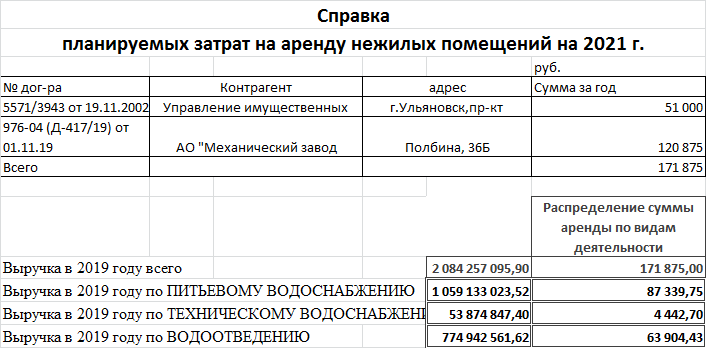 Справка
планируемых затрат на аренду нежилых помещений на 2021 г.
руб.
№ дог-ра Контрагент адрес Сумма за год
5571/3943 от 19.11.2002 Управление имущественных г.Ульяновск,пр-кт 51 000
976-04 (Д-417/19) от
01.11.19 АО "Механический завод Полбина, 36Б 120 875
Всего 171 875
Распределение суммы
аренды по видам
деятельности
Выручка в 2019 году всего 2 084 257 095,90 171 875,00
Выручка в 2019 году по ПИТЬЕВОМУ ВОДОСНАБЖЕНИЮ 1 059 133 023,52 87 339,75
Выручка в 2019 году по ТЕХНИЧЕСКОМУ ВОДОСНАБЖЕНИ 53 874 847,40 4 442,70
Выручка в 2019 году по ВОДООТВЕДЕНИЮ 774 942 561,62 63 904,43